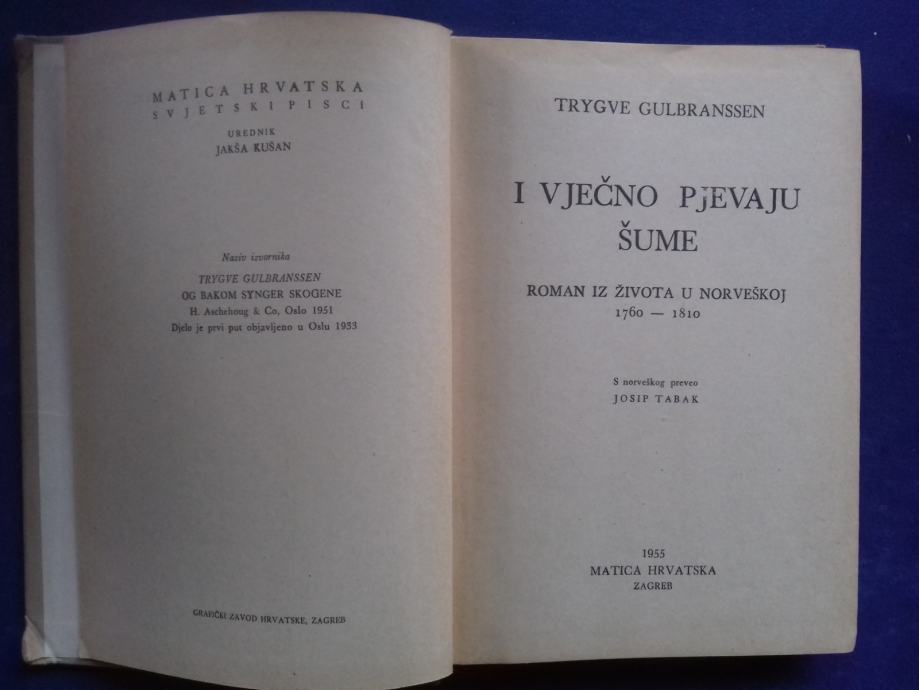 MATICA HRVATSKA
SVJETSKI PISCI
UREDNIK
JAKŠA KUŠAN
Naziv izvornika
TRYGVE GULBRANSSEN
OG BAKOM SYNGER SKOGENE
H. Aschehoug & Co, Oslo 1951
Djelo je prvi put objavljeno u Oslu 1933
GRAFIČKI ZAVOD HRVATSKE, ZAGREB
TRYGVE GULBRANSSEN
I VJEČNO PjEVAJU
ŠUME
ROMAN IZ ŽIVOTA U NORVEŠKOJ
1760 — 1810
S norveškog preveo
JOSIP TABAK
1955
MATICA HRVATSKA
ZAGREB